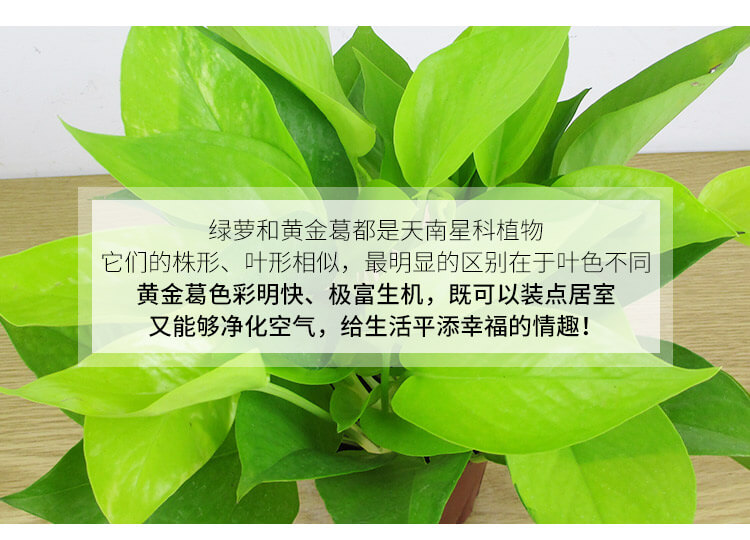 绿萝和黄金葛都是天南星科植物
它们的株形、叶形相似，最明显的区别在于叶色不同
黄金葛色彩明快、极富生机，既可以装点居室
又能够净化空气，给生活平添幸福的情趣！